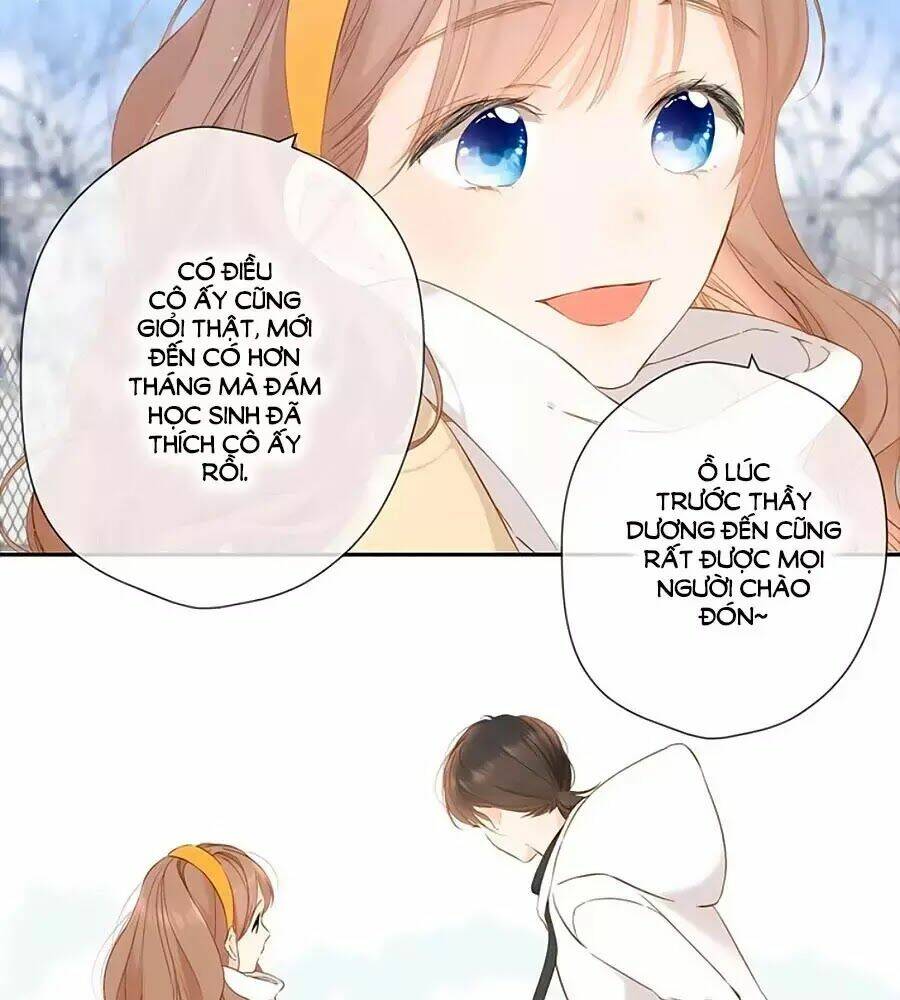 CÓ ĐIỀU
CÔ ẤY CŨNG
GIỎI THẬT, MỚI
ĐẾN CÓ HƠN
THÁNG MÀ ĐÁM
HỌC SINH ĐÃ
THÍCH CÔ ẤY
RỒI.
Ồ LÚC
TRƯỚC THẦY
DƯƠNG ĐẾN CŨNG
RẤT ĐƯỢC MỌI
NGƯỜI CHÀO
ĐÓN~